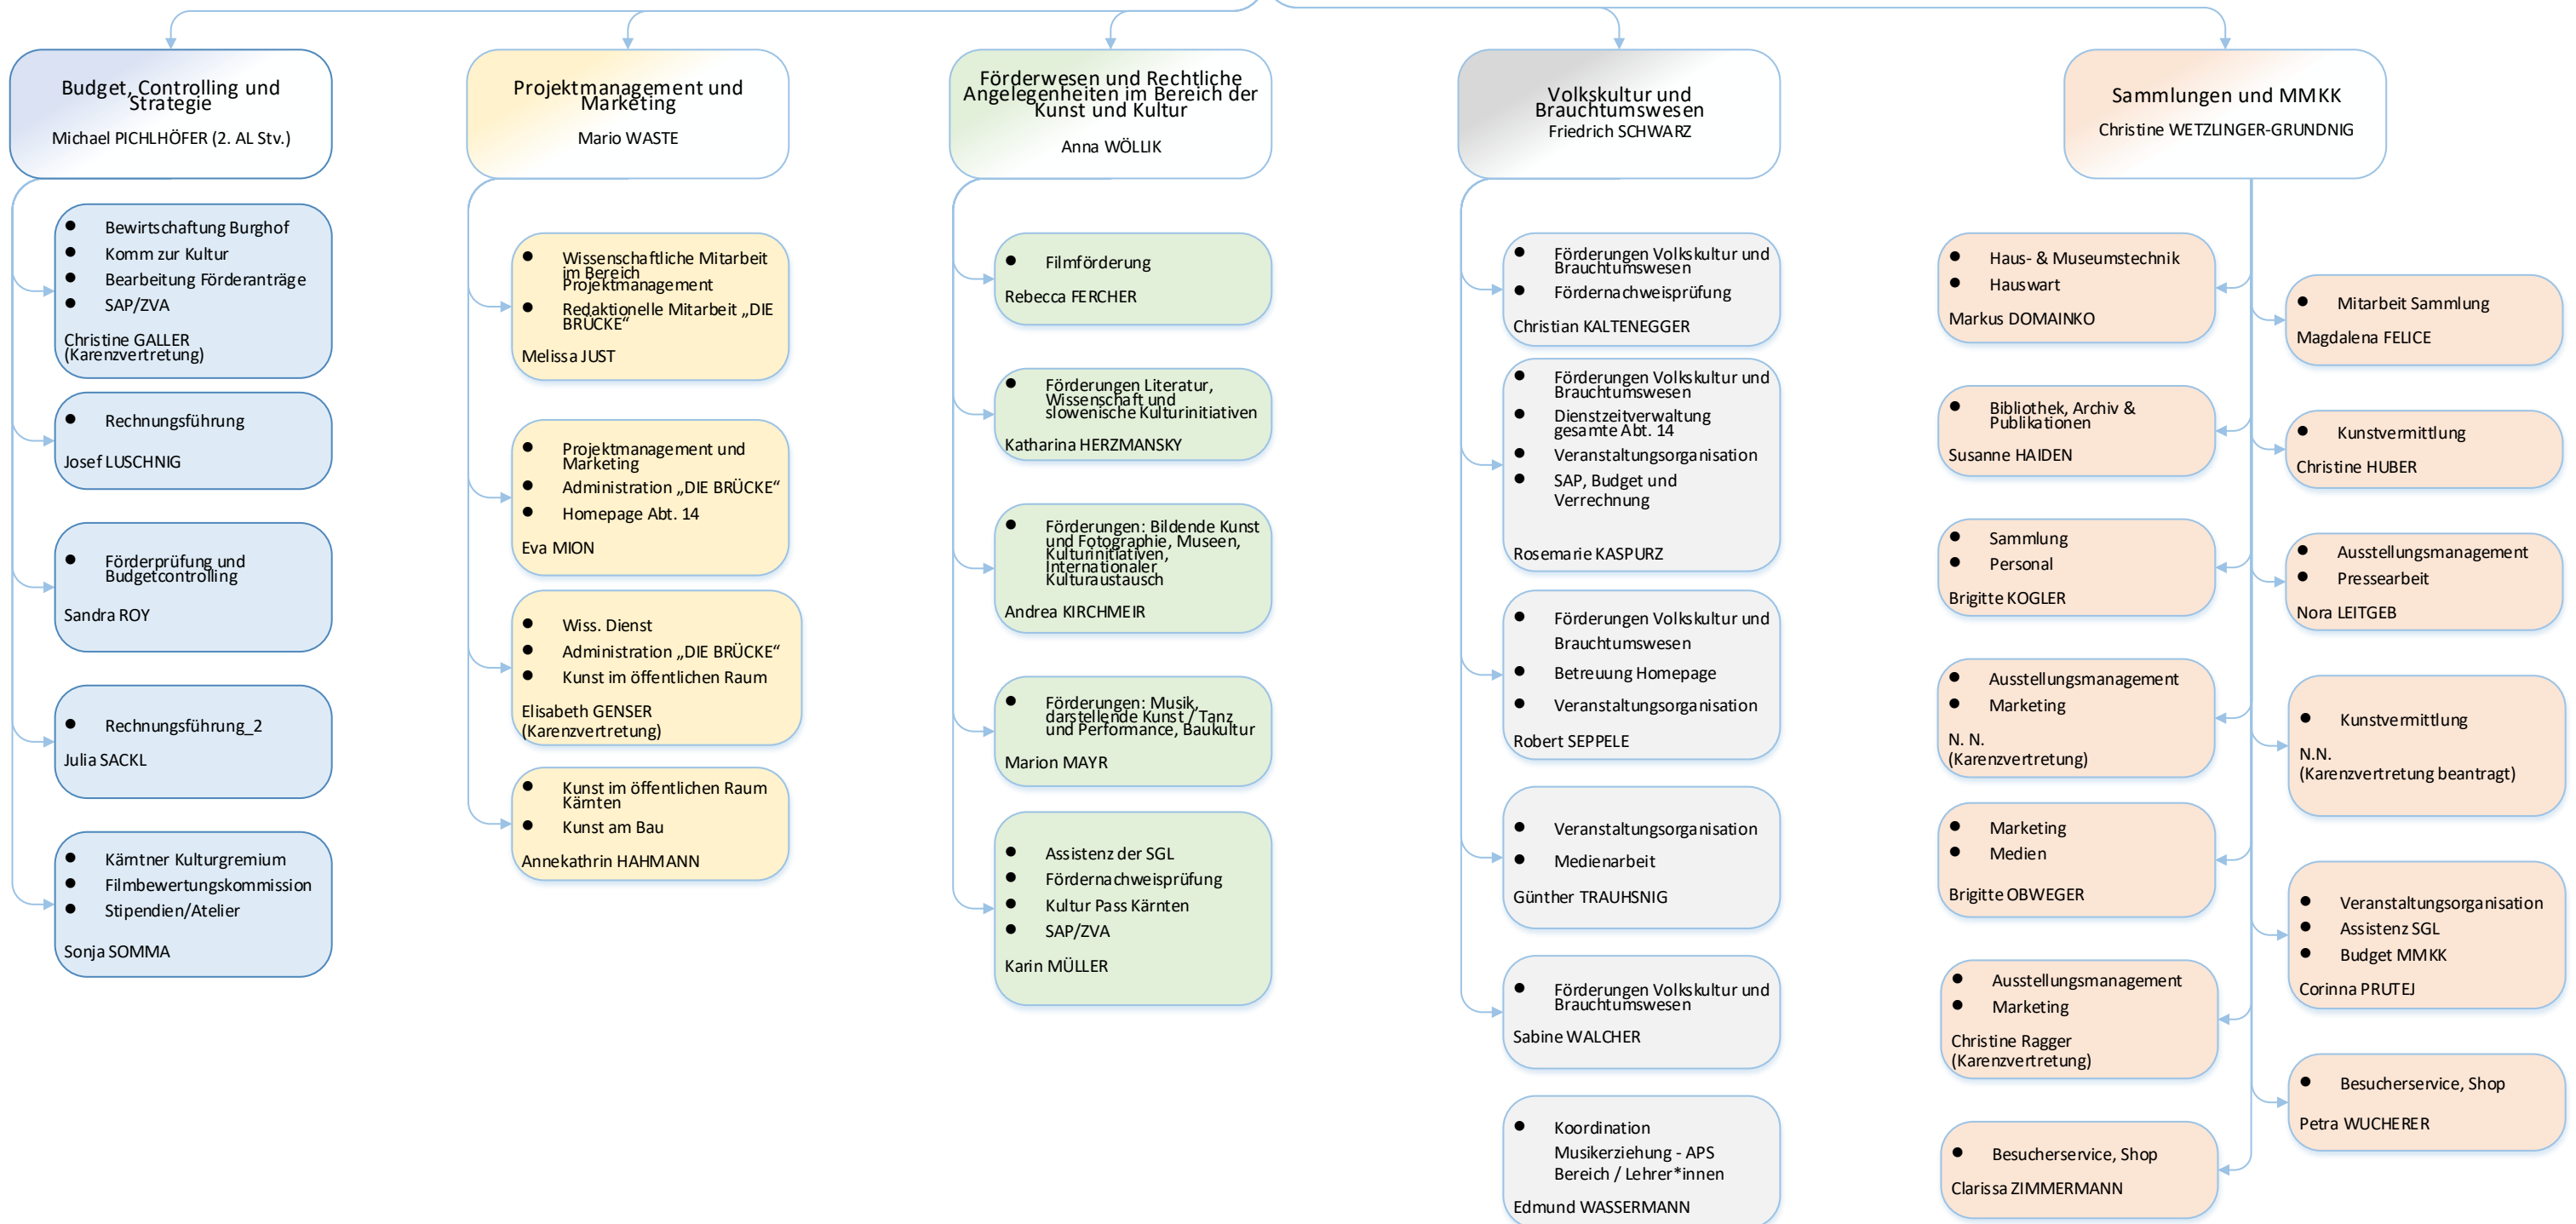 Budget, Controlling und
Strategie
Michael PICHLHÖFER (2. AL Stv.)
● Bewirtschaftung Burghof
● Komm zur Kultur
● Bearbeitung Förderanträge
● SAP/ZVA
Christine GALLER
(Karenzvertretung)
● Rechnungsführung
Josef LUSCHNIG
● Förderprüfung und
Budgetcontrolling
Sandra ROY
● Rechnungsführung_2
Julia SACKL
● Kärntner Kulturgremium
● Filmbewertungskommission
● Stipendien/Atelier
Sonja SOMMA
Projektmanagement und
Marketing
Mario WASTE
● Wissenschaftliche Mitarbeit
im Bereich
Projektmanagement
● Redaktionelle Mitarbeit „DIE
BRÜCKE“
Melissa JUST
● Projektmanagement und
Marketing
● Administration „DIE BRÜCKE“
● Homepage Abt. 14
Eva MION
● Wiss. Dienst
● Administration „DIE BRÜCKE“
● Kunst im öffentlichen Raum
Elisabeth GENSER
(Karenzvertretung)
● Kunst im öffentlichen Raum
Kärnten
● Kunst am Bau
Annekathrin HAHMANN
Förderwesen und Rechtliche
Angelegenheiten im Bereich der
Kunst und Kultur
Anna WÖLLIK
● Filmförderung
Rebecca FERCHER
● Förderungen Literatur,
Wissenschaft und
slowenische Kulturinitiativen
Katharina HERZMANSKY
● Förderungen: Bildende Kunst
und Fotographie, Museen,
Kulturinitiativen,
Internationaler
Kulturaustausch
Andrea KIRCHMEIR
● Förderungen: Musik,
darstellende Kunst / Tanz
und Performance, Baukultur
Marion MAYR
● Assistenz der SGL
● Fördernachweisprüfung
● Kultur Pass Kärnten
● SAP/ZVA
Karin MÜLLER
Volkskultur und
Brauchtumswesen
Friedrich SCHWARZ
● Förderungen Volkskultur und
Brauchtumswesen
● Fördernachweisprüfung
Christian KALTENEGGER
● Förderungen Volkskultur und
Brauchtumswesen
● Dienstzeitverwaltung
gesamte Abt. 14
● Veranstaltungsorganisation
● SAP, Budget und
Verrechnung
Rosemarie KASPURZ
● Förderungen Volkskultur und
Brauchtumswesen
● Betreuung Homepage
● Veranstaltungsorganisation
Robert SEPPELE
● Veranstaltungsorganisation
● Medienarbeit
Günther TRAUHSNIG
● Förderungen Volkskultur und
Brauchtumswesen
Sabine WALCHER
● Koordination
Musikerziehung - APS
Bereich / Lehrer*innen
Edmund WASSERMANN
Sammlungen und MMKK
Christine WETZLINGER-GRUNDNIG
● Haus- & Museumstechnik
● Hauswart
Markus DOMAINKO
● Bibliothek, Archiv &
Publikationen
Susanne HAIDEN
● Sammlung
● Personal
Brigitte KOGLER
● Ausstellungsmanagement
● Marketing
N. N.
(Karenzvertretung)
● Marketing
● Medien
Brigitte OBWEGER
● Ausstellungsmanagement
● Marketing
Christine Ragger
(Karenzvertretung)
● Besucherservice, Shop
Clarissa ZIMMERMANN
● Mitarbeit Sammlung
Magdalena FELICE
● Kunstvermittlung
Christine HUBER
● Ausstellungsmanagement
● Pressearbeit
Nora LEITGEB
● Kunstvermittlung
N.N.
(Karenzvertretung beantragt)
● Veranstaltungsorganisation
● Assistenz SGL
● Budget MMKK
Corinna PRUTEJ
● Besucherservice, Shop
Petra WUCHERER